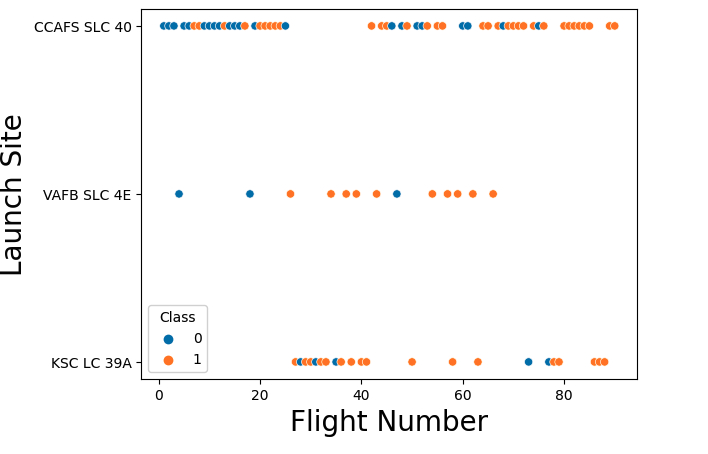 CCAFS SLC 40
VAFB SLC 4E
KSC LC 39A
Launch Site
Class
0
1
0 20 40 60 80
Flight Number